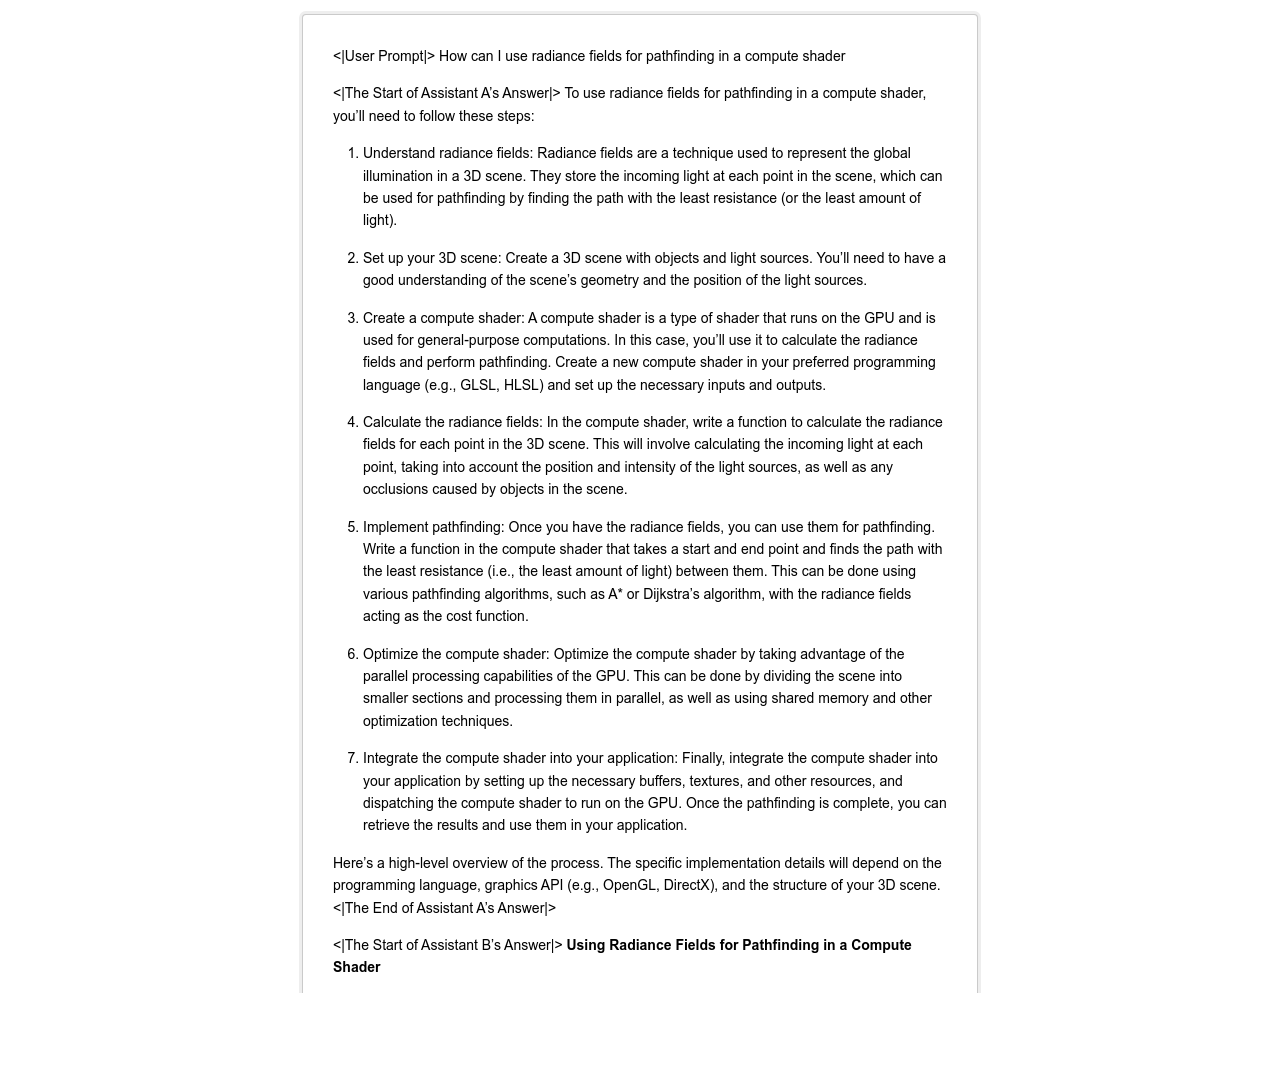 <|User Prompt|> How can I use radiance fields for pathfinding in a compute shader
<|The Start of Assistant A’s Answer|> To use radiance fields for pathfinding in a compute shader,
you’ll need to follow these steps:
1. Understand radiance fields: Radiance fields are a technique used to represent the global
illumination in a 3D scene. They store the incoming light at each point in the scene, which can
be used for pathfinding by finding the path with the least resistance (or the least amount of
light).
2. Set up your 3D scene: Create a 3D scene with objects and light sources. You’ll need to have a
good understanding of the scene’s geometry and the position of the light sources.
3. Create a compute shader: A compute shader is a type of shader that runs on the GPU and is
used for general-purpose computations. In this case, you’ll use it to calculate the radiance
fields and perform pathfinding. Create a new compute shader in your preferred programming
language (e.g., GLSL, HLSL) and set up the necessary inputs and outputs.
4. Calculate the radiance fields: In the compute shader, write a function to calculate the radiance
fields for each point in the 3D scene. This will involve calculating the incoming light at each
point, taking into account the position and intensity of the light sources, as well as any
occlusions caused by objects in the scene.
5. Implement pathfinding: Once you have the radiance fields, you can use them for pathfinding.
Write a function in the compute shader that takes a start and end point and finds the path with
the least resistance (i.e., the least amount of light) between them. This can be done using
various pathfinding algorithms, such as A* or Dijkstra’s algorithm, with the radiance fields
acting as the cost function.
6. Optimize the compute shader: Optimize the compute shader by taking advantage of the
parallel processing capabilities of the GPU. This can be done by dividing the scene into
smaller sections and processing them in parallel, as well as using shared memory and other
optimization techniques.
7. Integrate the compute shader into your application: Finally, integrate the compute shader into
your application by setting up the necessary buffers, textures, and other resources, and
dispatching the compute shader to run on the GPU. Once the pathfinding is complete, you can
retrieve the results and use them in your application.
Here’s a high-level overview of the process. The specific implementation details will depend on the
programming language, graphics API (e.g., OpenGL, DirectX), and the structure of your 3D scene.
<|The End of Assistant A’s Answer|>
<|The Start of Assistant B’s Answer|> Using Radiance Fields for Pathfinding in a Compute
Shader